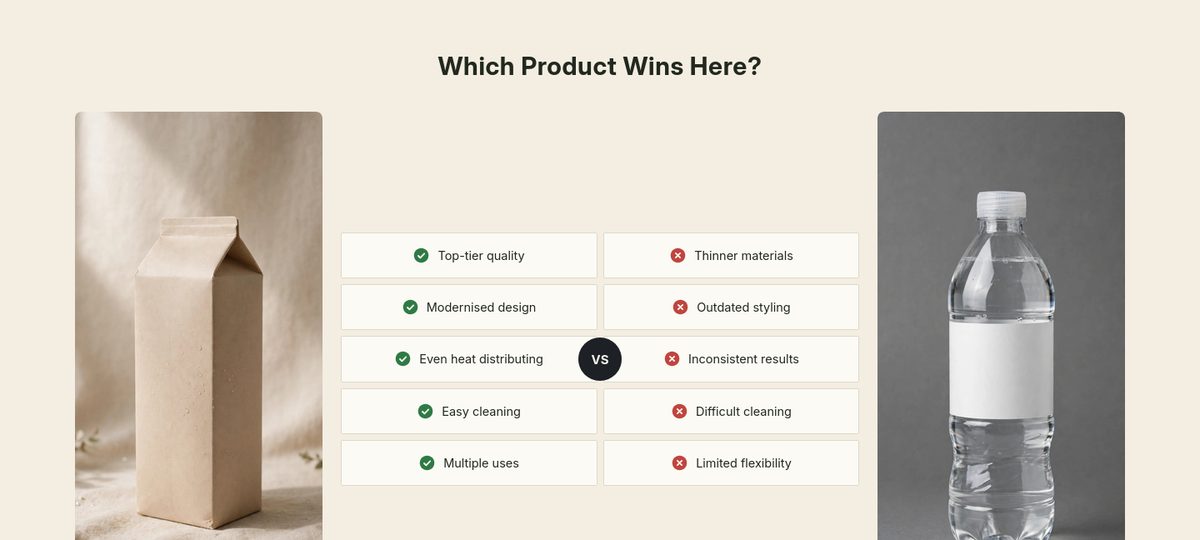 Which Product Wins Here?
Top-tier quality
Thinner materials
Modernised design
Outdated styling
Even heat distributing
VS
Inconsistent results
Easy cleaning
Difficult cleaning
Multiple uses
Limited flexibility